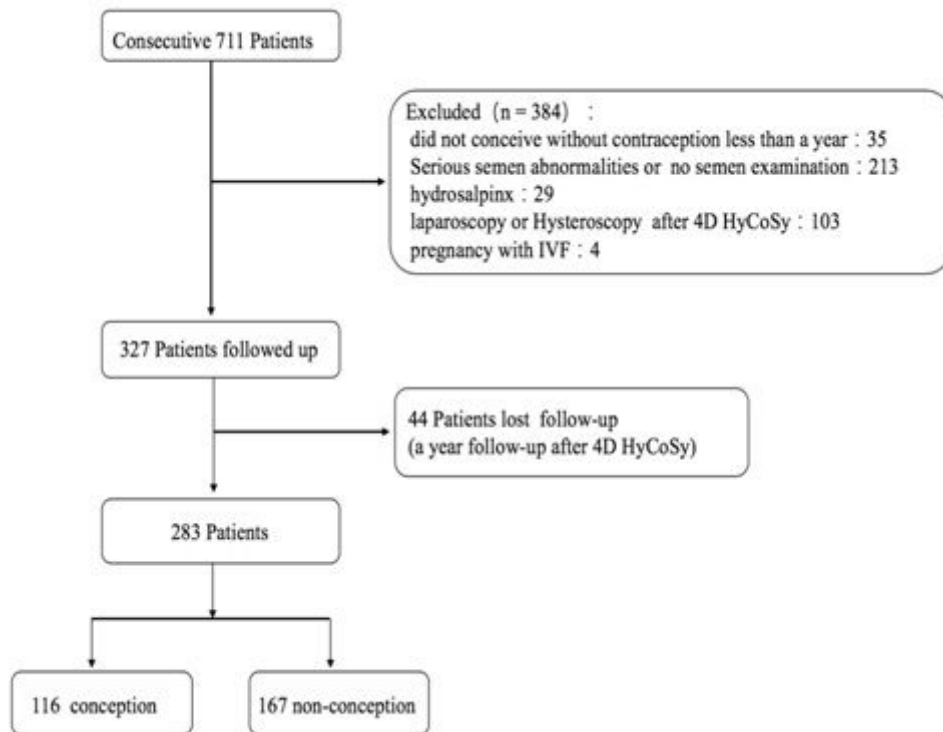 Consecutive 711 Patients
Excluded (n = 384) :
did not conceive without contraception less than a year : 35
Serious semen abnormalities or no semen examination : 213
hydrosalpinx : 29
laparoscopy or Hysteroscopy after 4D HyCoSy : 103
pregnancy with IVF : 4
327 Patients followed up
44 Patients lost follow-up
(a year follow-up after 4D HyCoSy)
283 Patients
116 conception
167 non-conception